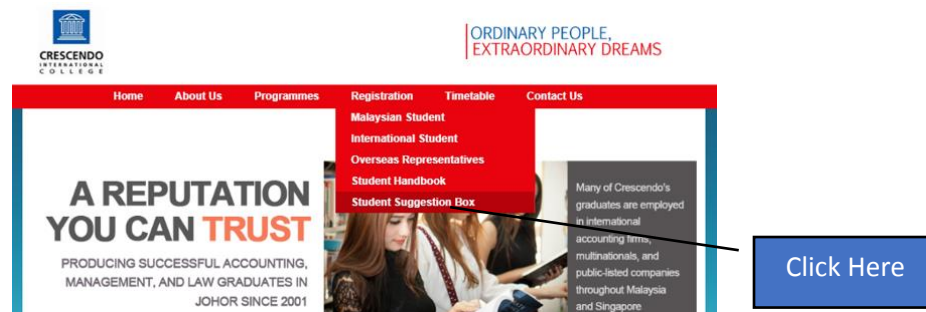 CRESCENDO
INTERNATIONAL
COLLEGE
ORDINARY PEOPLE,
EXTRAORDINARY DREAMS
Home About Us Programmes Registration Timetable Contact Us
Malaysian Student
International Student
Overseas Representatives
Student Handbook
Student Suggestion Box
A REPUTATION
YOU CAN TRUST
PRODUCING SUCCESSFUL ACCOUNTING,
MANAGEMENT, AND LAW GRADUATES IN
JOHOR SINCE 2001
Many of Crescendo's
graduates are employed
in international
accounting firms,
multinationals, and
public-listed companies
throughout Malaysia
and Singapore
Click Here